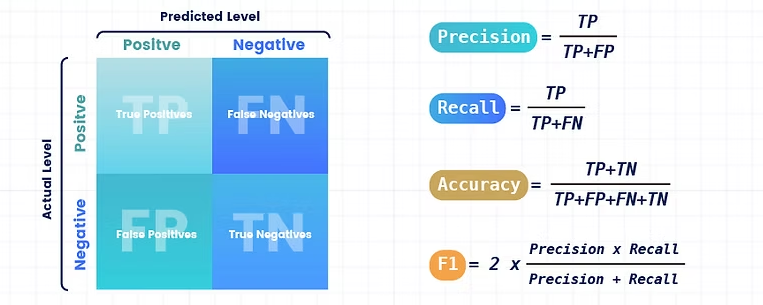 Predicted Level
Positve
Negative
Actual Level
Positve
Negative
TP
True Positives
FN
False Negatives
FP
False Positives
TN
True Negatives
Precision = TP
TP+FP
Recall = TP
TP+FN
Accuracy = TP+TN
TP+FP+FN+TN
F1 = 2 x Precision x Recall
Precision + Recall